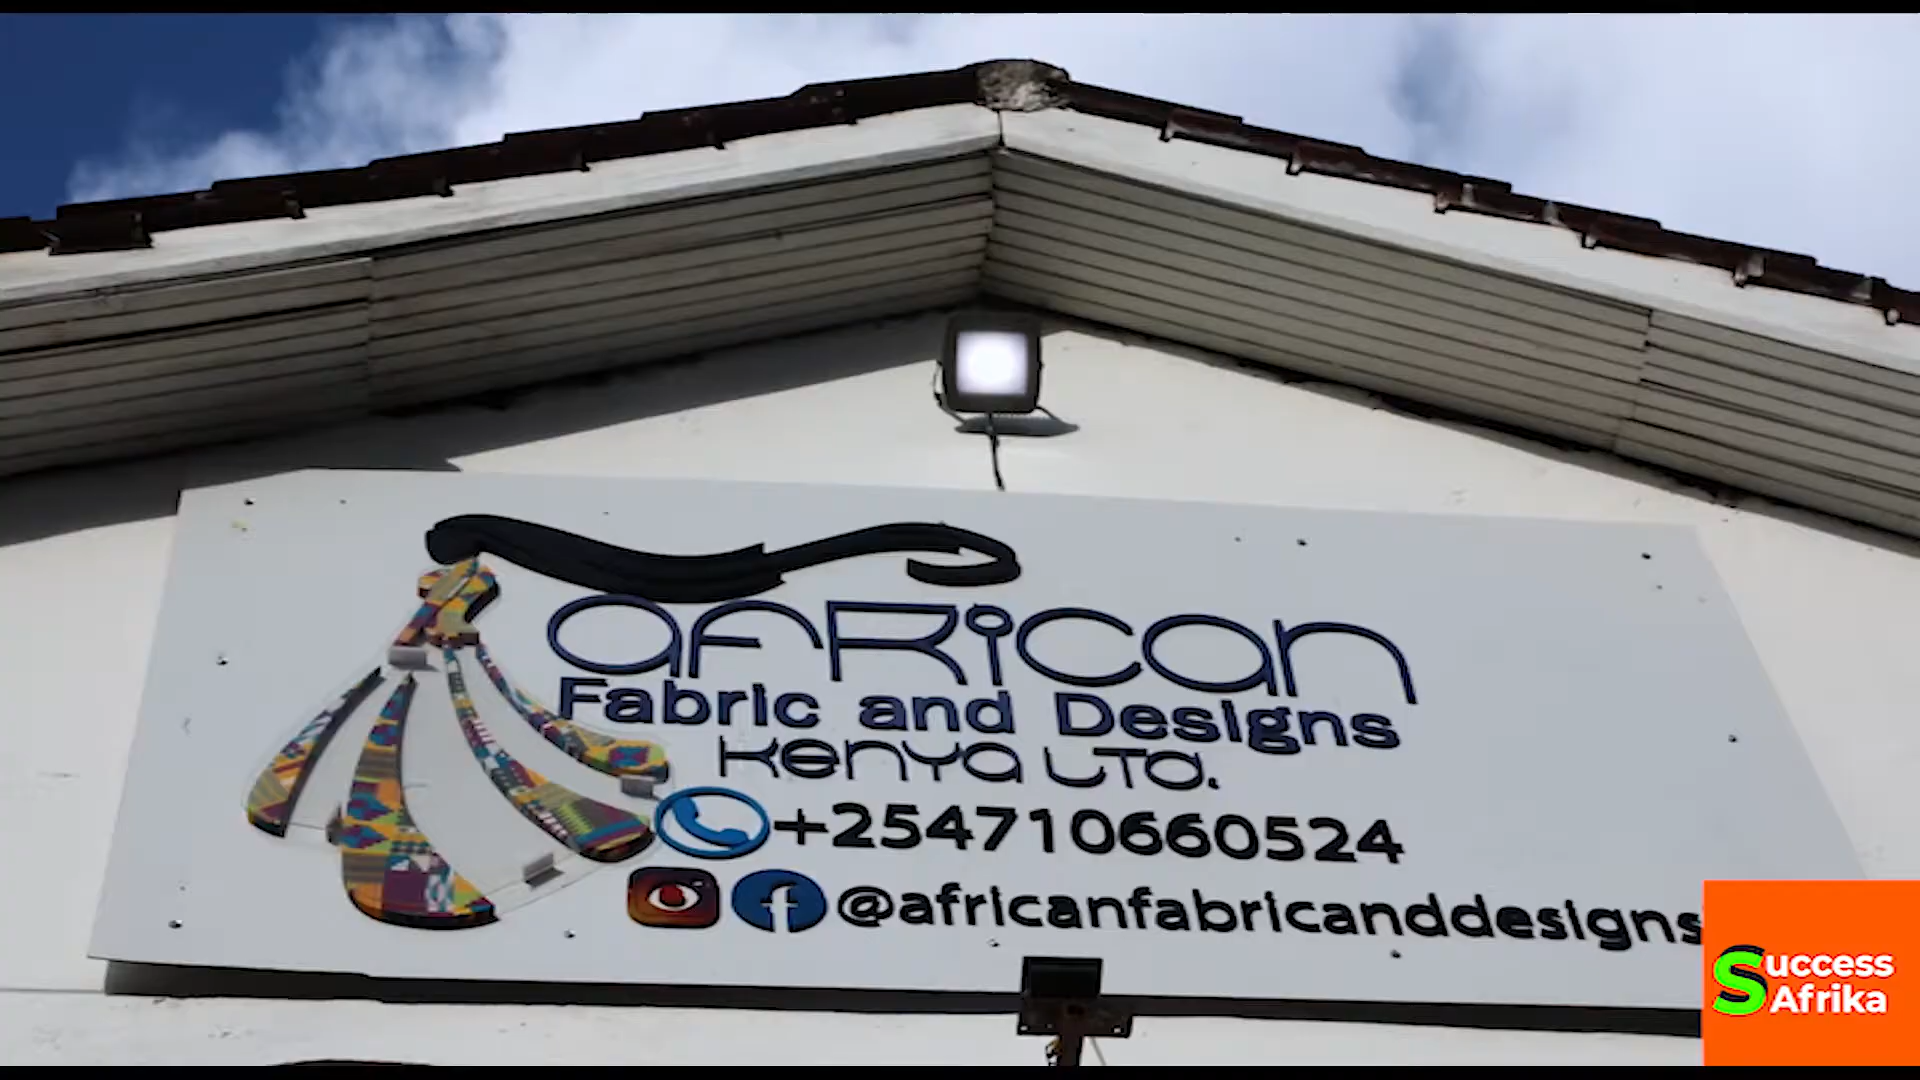 aFRican
Fabric and Designs
KENYA LTD.
+254710660524
@africanfabricanddesigns
Success
Afrika